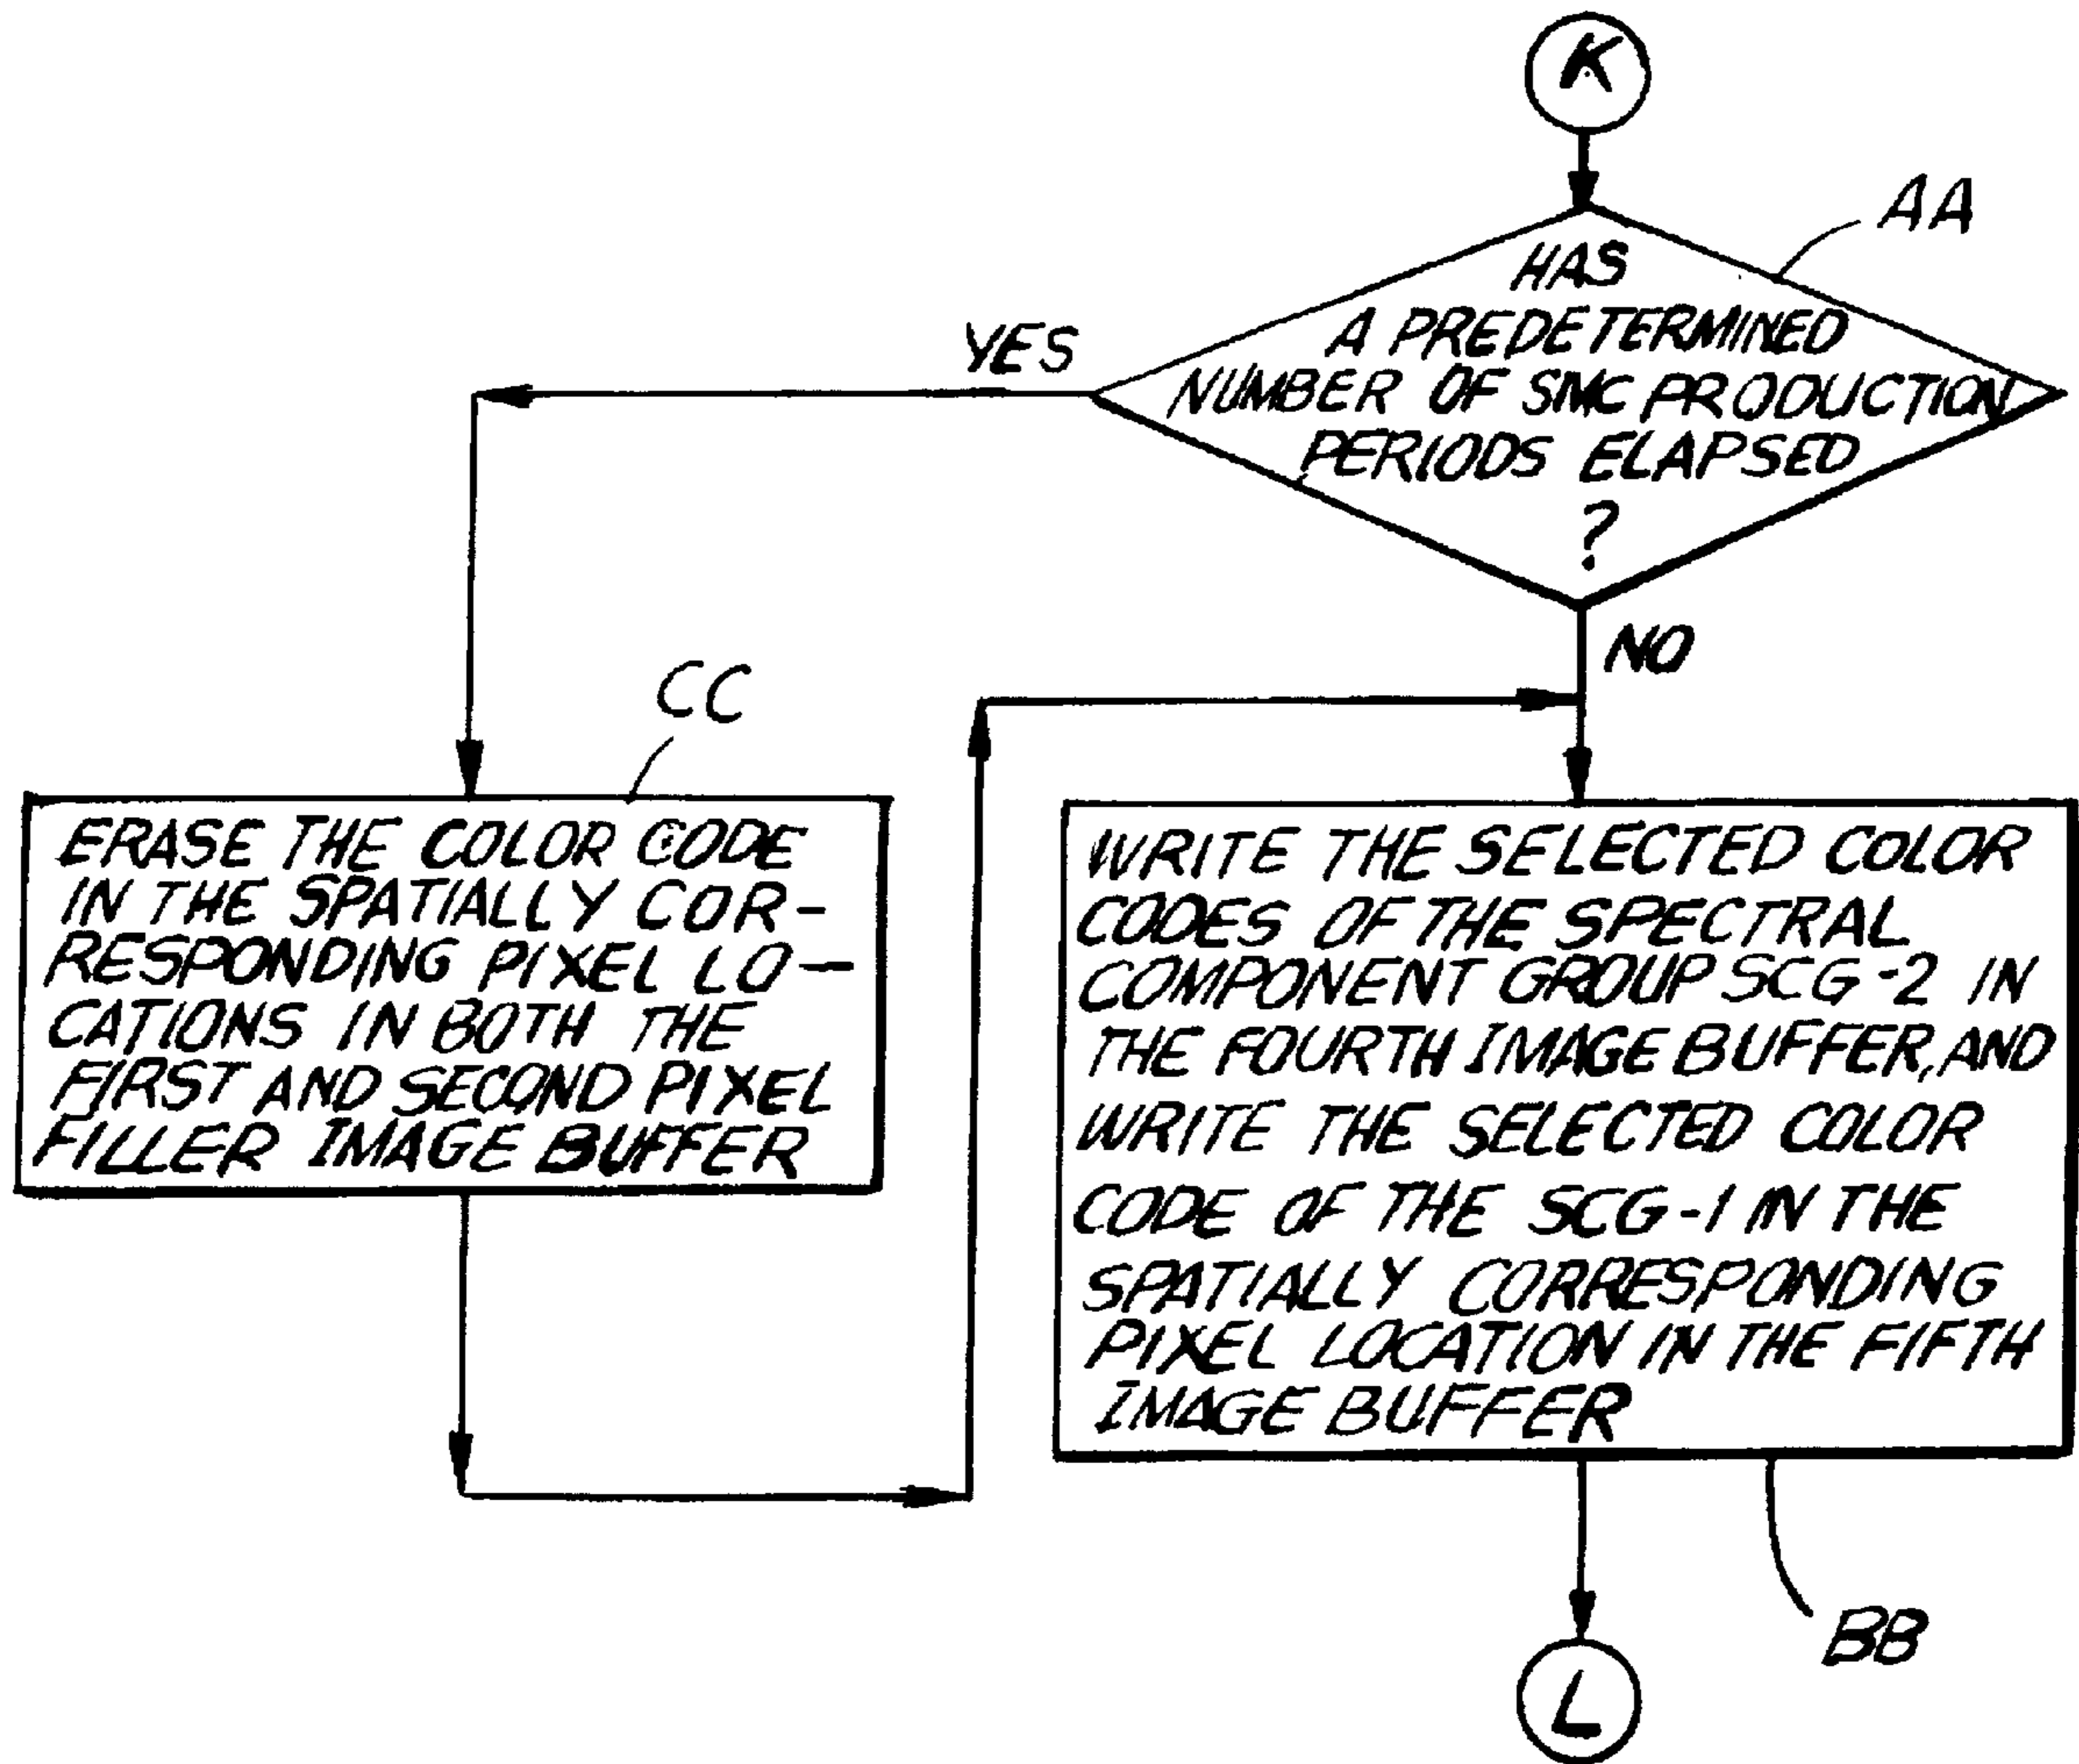 K
AA
HAS
A PREDETERMINED
NUMBER OF SMC PRODUCTION
PERIODS ELAPSED
?
YES
NO
CC
ERASE THE COLOR CODE
IN THE SPATIALLY COR-
RESPONDING PIXEL LO-
CATIONS IN BOTH THE
FIRST AND SECOND PIXEL
FILLER IMAGE BUFFER
WRITE THE SELECTED COLOR
CODES OF THE SPECTRAL
COMPONENT GROUP SCG-2 IN
THE FOURTH IMAGE BUFFER, AND
WRITE THE SELECTED COLOR
CODE OF THE SCG-1 IN THE
SPATIALLY CORRESPONDING
PIXEL LOCATION IN THE FIFTH
IMAGE BUFFER
BB
L